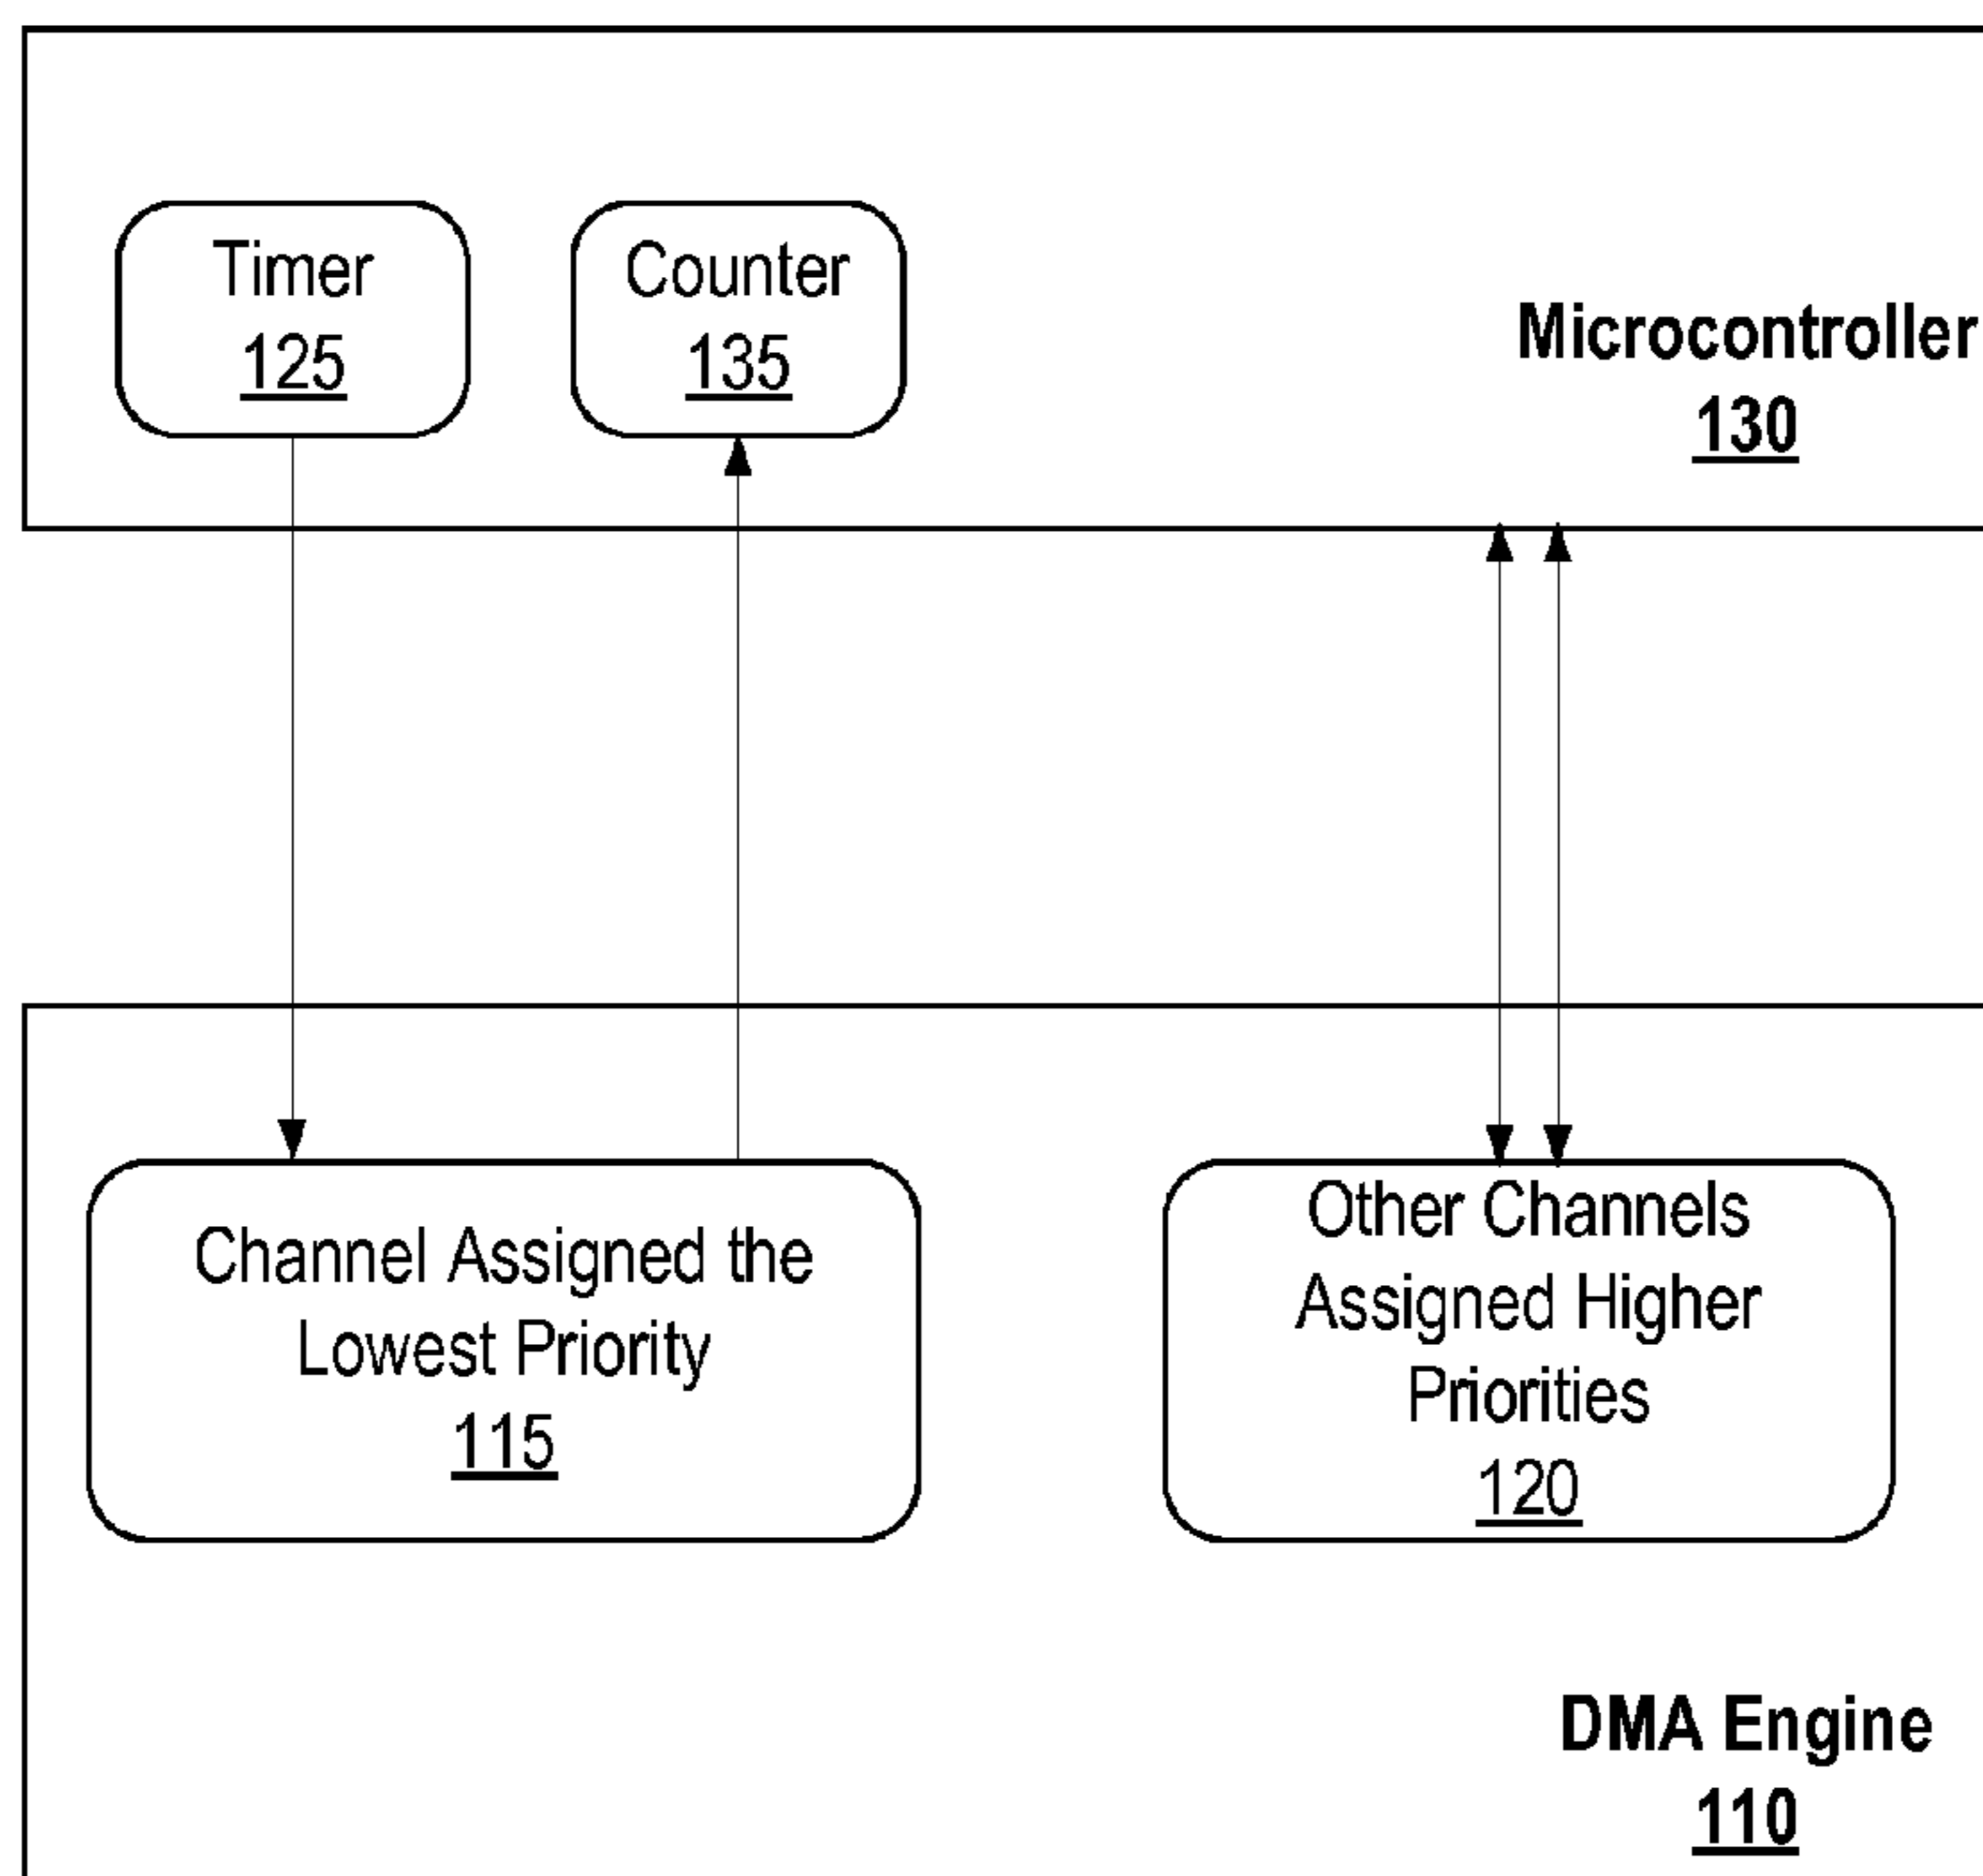 Timer
125
Counter
135
Microcontroller
130
Channel Assigned the
Lowest Priority
115
Other Channels
Assigned Higher
Priorities
120
DMA Engine
110